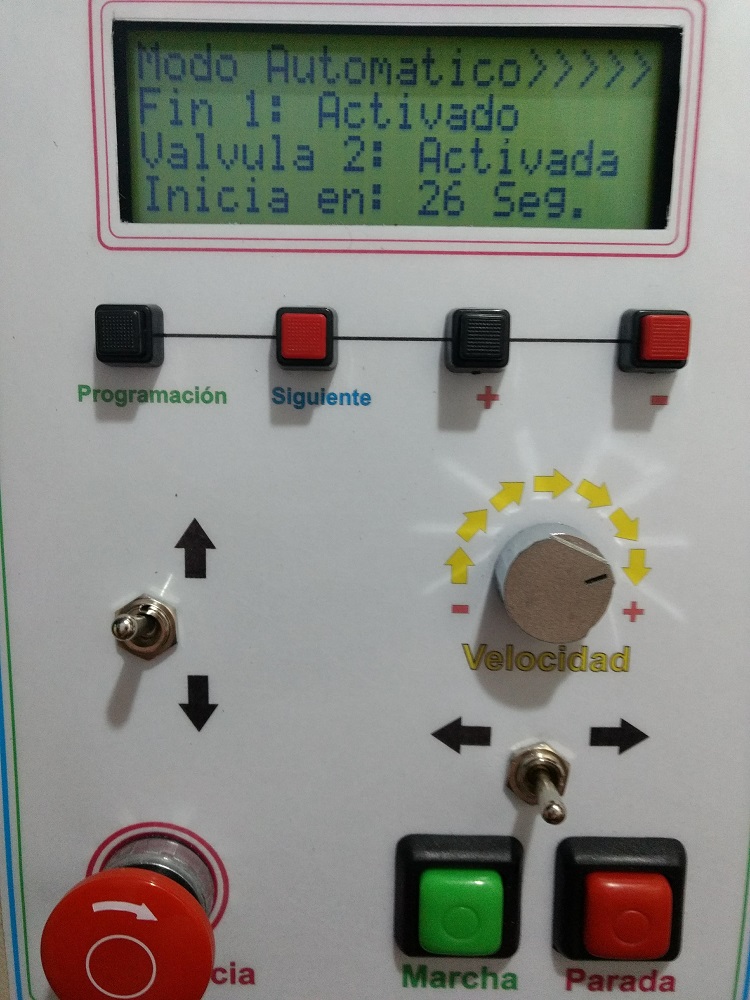 Modo Automatico>>>>>
Fin 1: Activado
Valvula 2: Activada
Inicia en: 26 Seg.
Programación
Siguiente
+
-
- +
Velocidad
Marcha
Parada